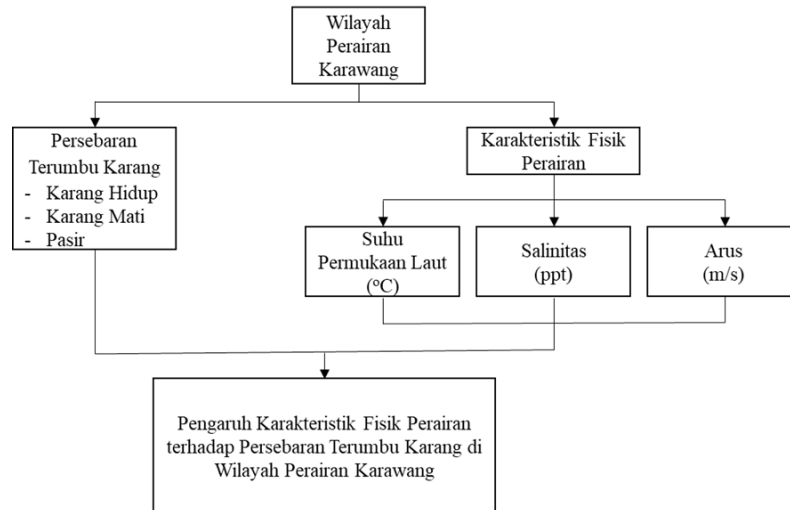 Wilayah
Perairan
Karawang
Persebaran
Terumbu Karang
- Karang Hidup
- Karang Mati
- Pasir
Karakteristik Fisik
Perairan
Suhu
Permukaan Laut
(°C)
Salinitas
(ppt)
Arus
(m/s)
Pengaruh Karakteristik Fisik Perairan
terhadap Persebaran Terumbu Karang di
Wilayah Perairan Karawang